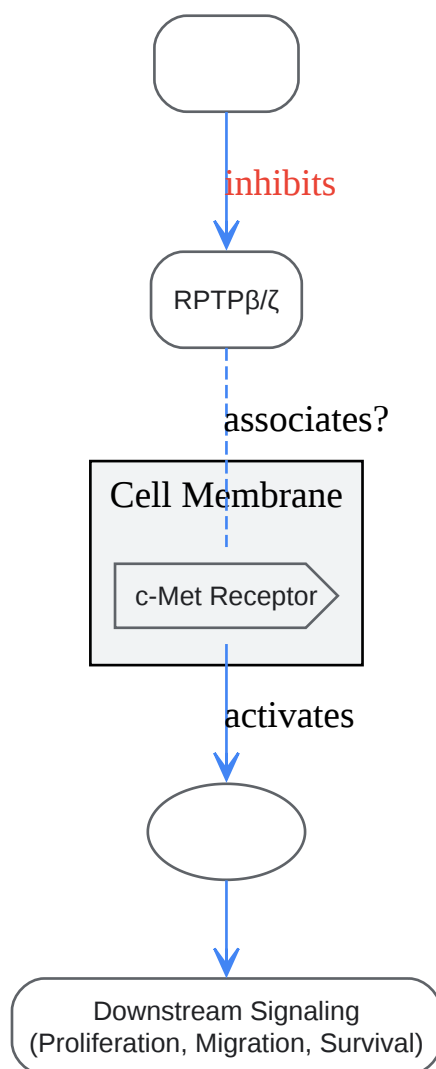 inhibits
RPTPβ/ζ
associates?
Cell Membrane
c-Met Receptor
activates
Downstream Signaling
(Proliferation, Migration, Survival)